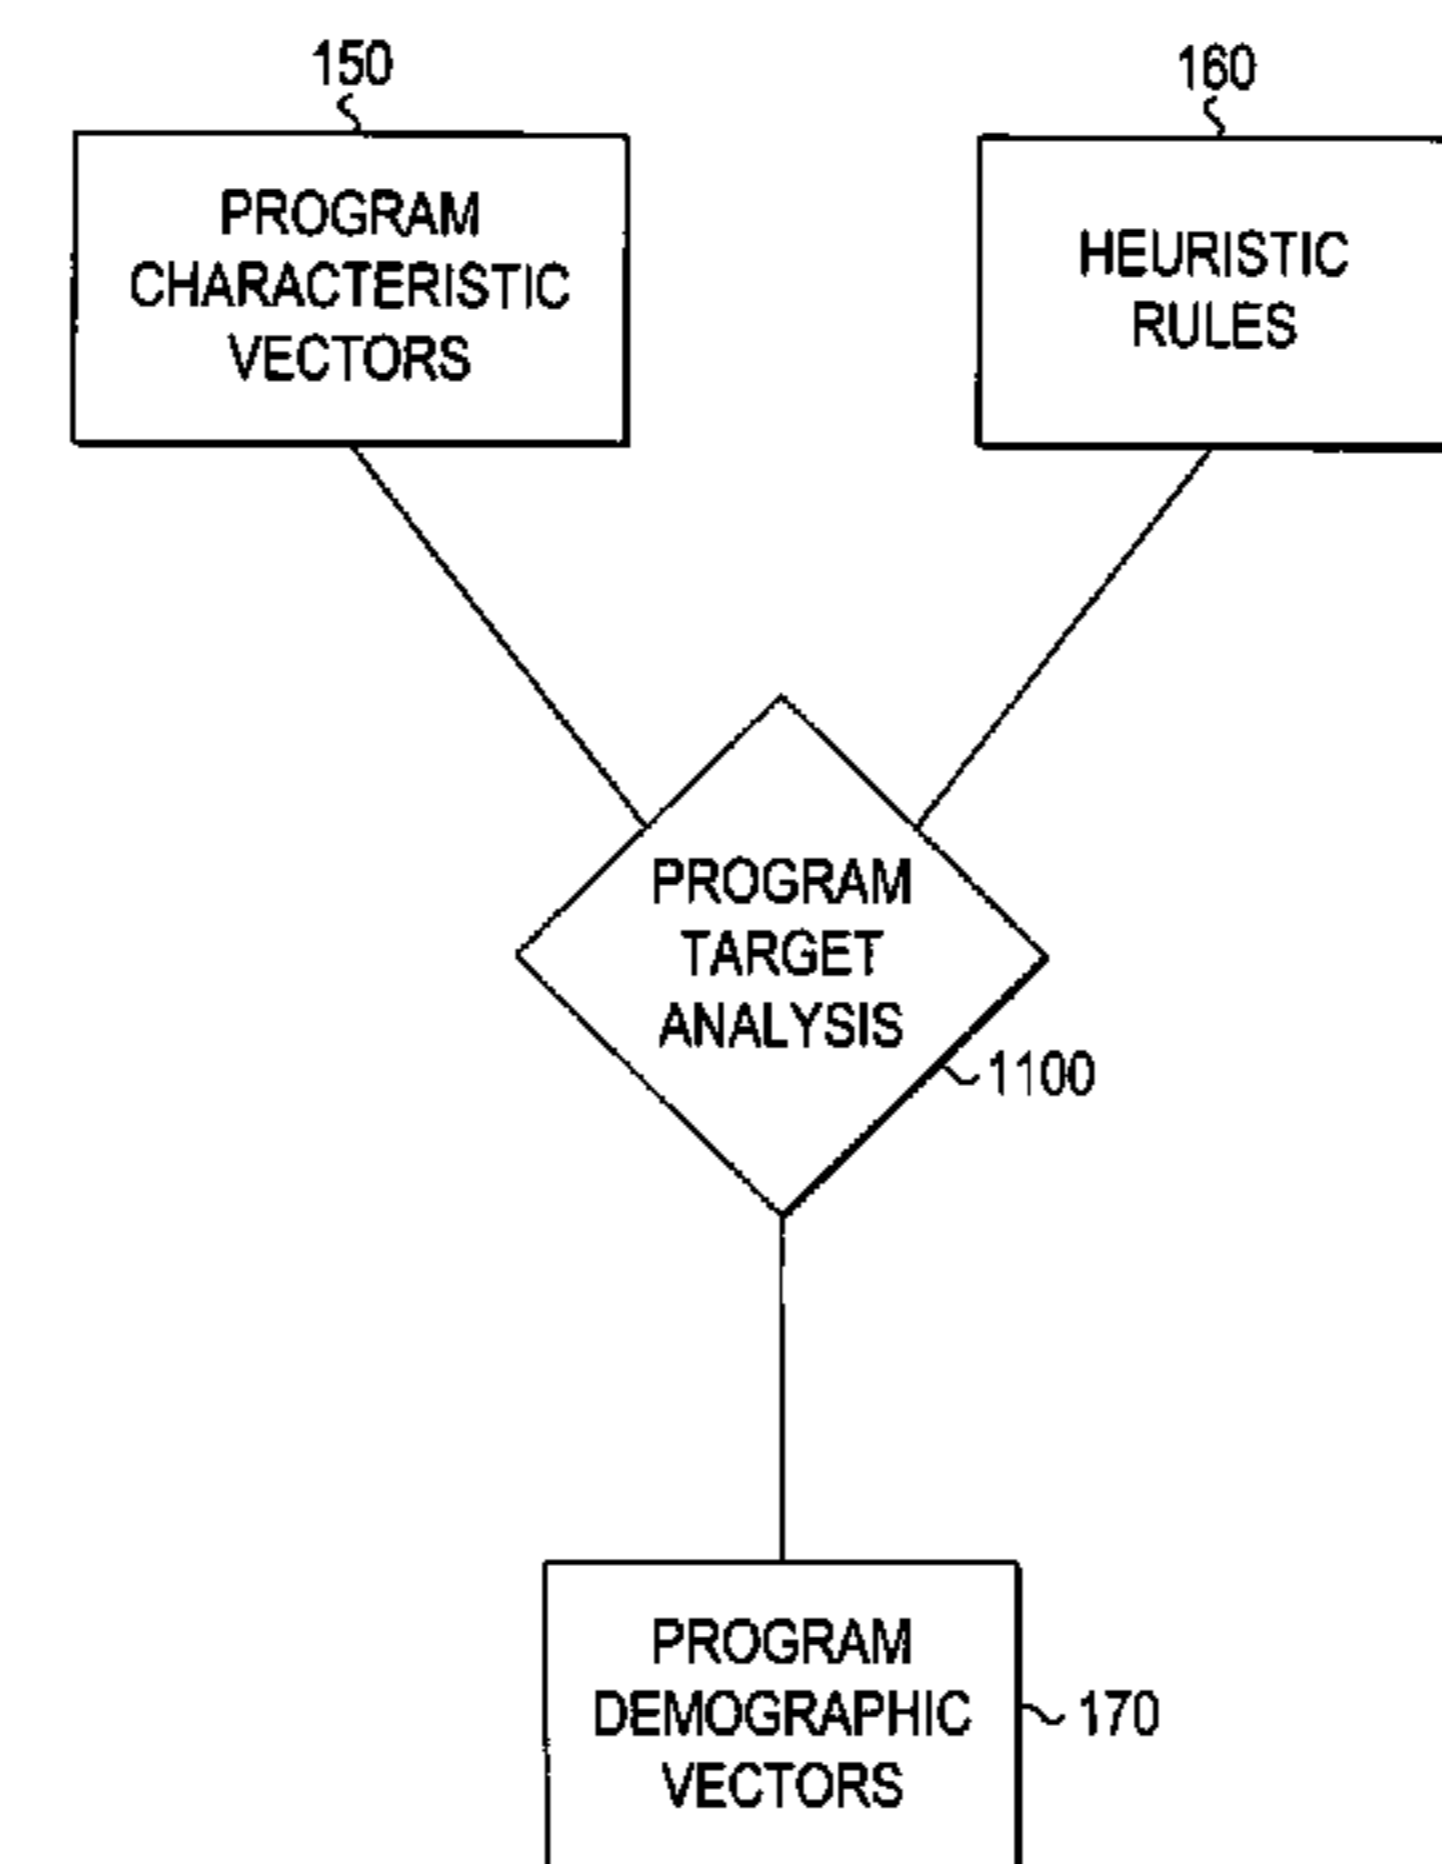 150
160
PROGRAM
CHARACTERISTIC
VECTORS
HEURISTIC
RULES
PROGRAM
TARGET
ANALYSIS
1100
PROGRAM
DEMOGRAPHIC
VECTORS
170